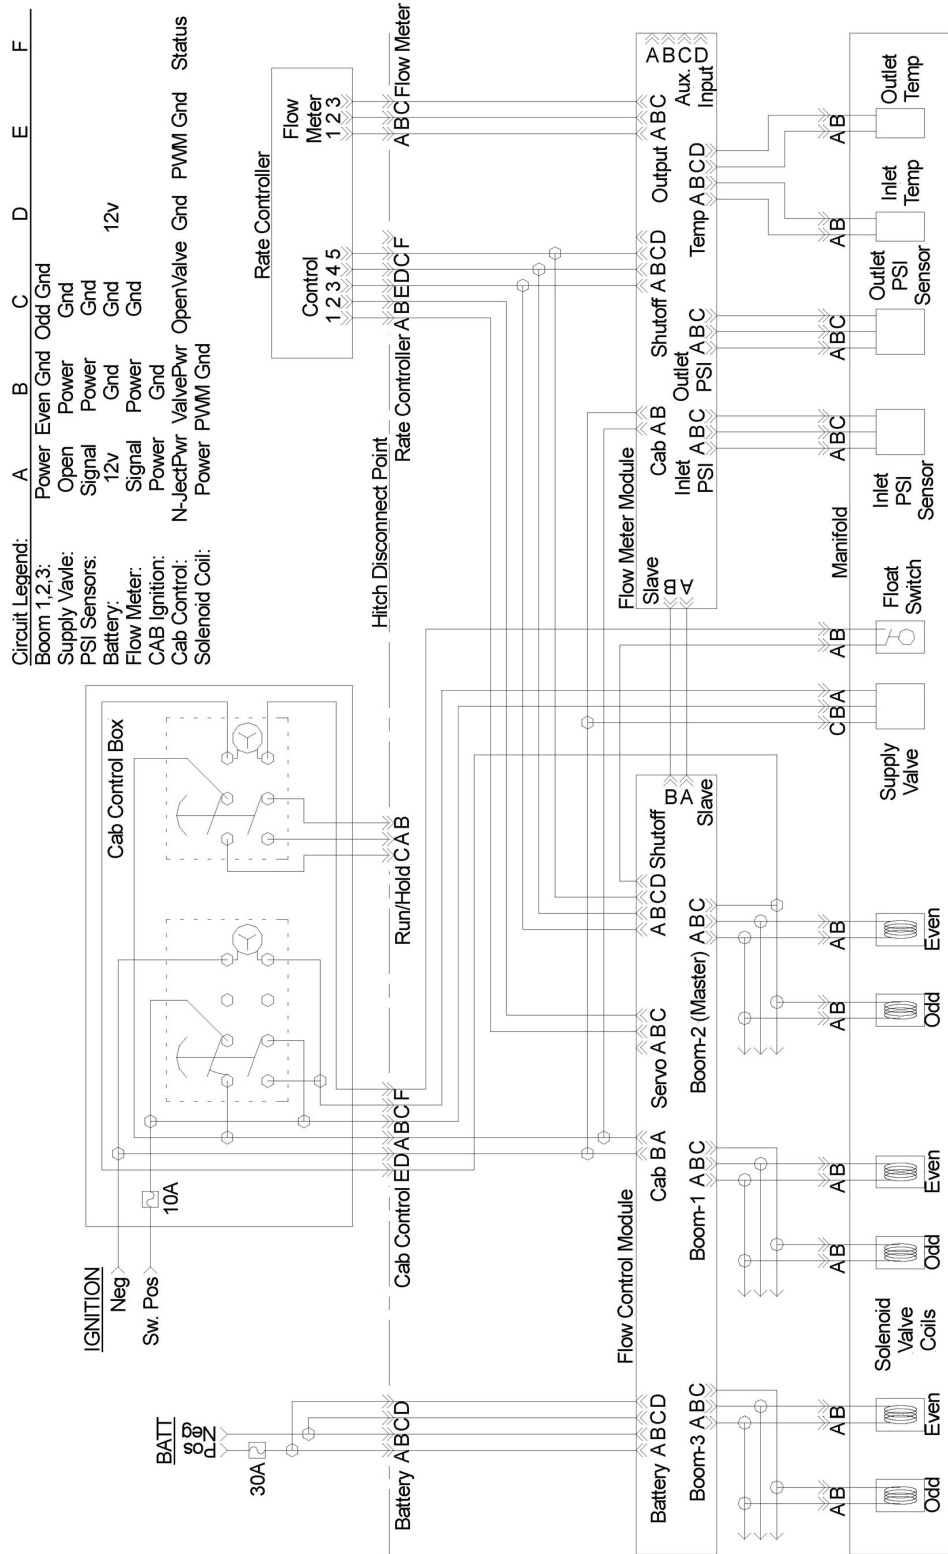 Circuit Legend: A B C D E F
Boom 1,2,3: Power Even Gnd Odd Gnd
Supply Vavle: Open Power Gnd
PSI Sensors: Signal Power Gnd
Battery: 12v Gnd Gnd 12v
Flow Meter: Signal Power Gnd
CAB Ignition: Power Gnd
Cab Control: N-JectPwr ValvePwr OpenValve Gnd PWM Gnd Status
Solenoid Coil: Power PWM Gnd
BATT
Pos
Neg
30A
IGNITION
Neg
Sw. Pos
10A
Cab Control Box
Rate Controller
Control
1 2 3 4 5
Flow
Meter
1 2 3
Hitch Disconnect Point
Battery A B C D
Cab Control E D A B C F
Run/Hold C A B
Rate Controller A B E D C F
A B C Flow Meter
Flow Control Module
Battery A B C D
Cab B A
Servo A B C
A B C D Shutoff
B A
Slave
Boom-3 A B C
Boom-1 A B C
Boom-2 (Master) A B C
Flow Meter Module
Slave
B
A
Cab A B
Shutoff A B C D
Output A B C
A B C D
Aux.
Input
Inlet
PSI
A B C
Outlet
PSI
A B C
Temp A B C D
Manifold
A B
A B
A B
A B
A B
A B
C B A
A B
A B C
A B C
A B
A B
Odd
Even
Solenoid
Valve
Coils
Odd
Even
Odd
Even
Supply
Valve
Float
Switch
Inlet
PSI
Sensor
Outlet
PSI
Sensor
Inlet
Temp
Outlet
Temp